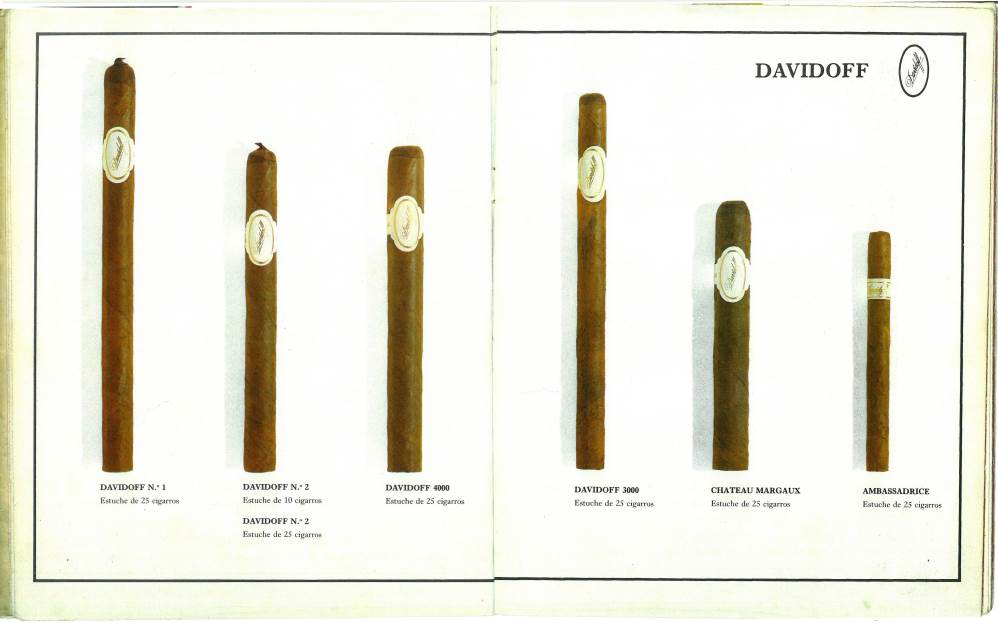 DAVIDOFF
Davidoff
DAVIDOFF N.º 1
Estuche de 25 cigarros
DAVIDOFF N.º 2
Estuche de 10 cigarros
DAVIDOFF N.º 2
Estuche de 25 cigarros
DAVIDOFF 4000
Estuche de 25 cigarros
DAVIDOFF 3000
Estuche de 25 cigarros
CHATEAU MARGAUX
Estuche de 25 cigarros
AMBASSADRICE
Estuche de 25 cigarros